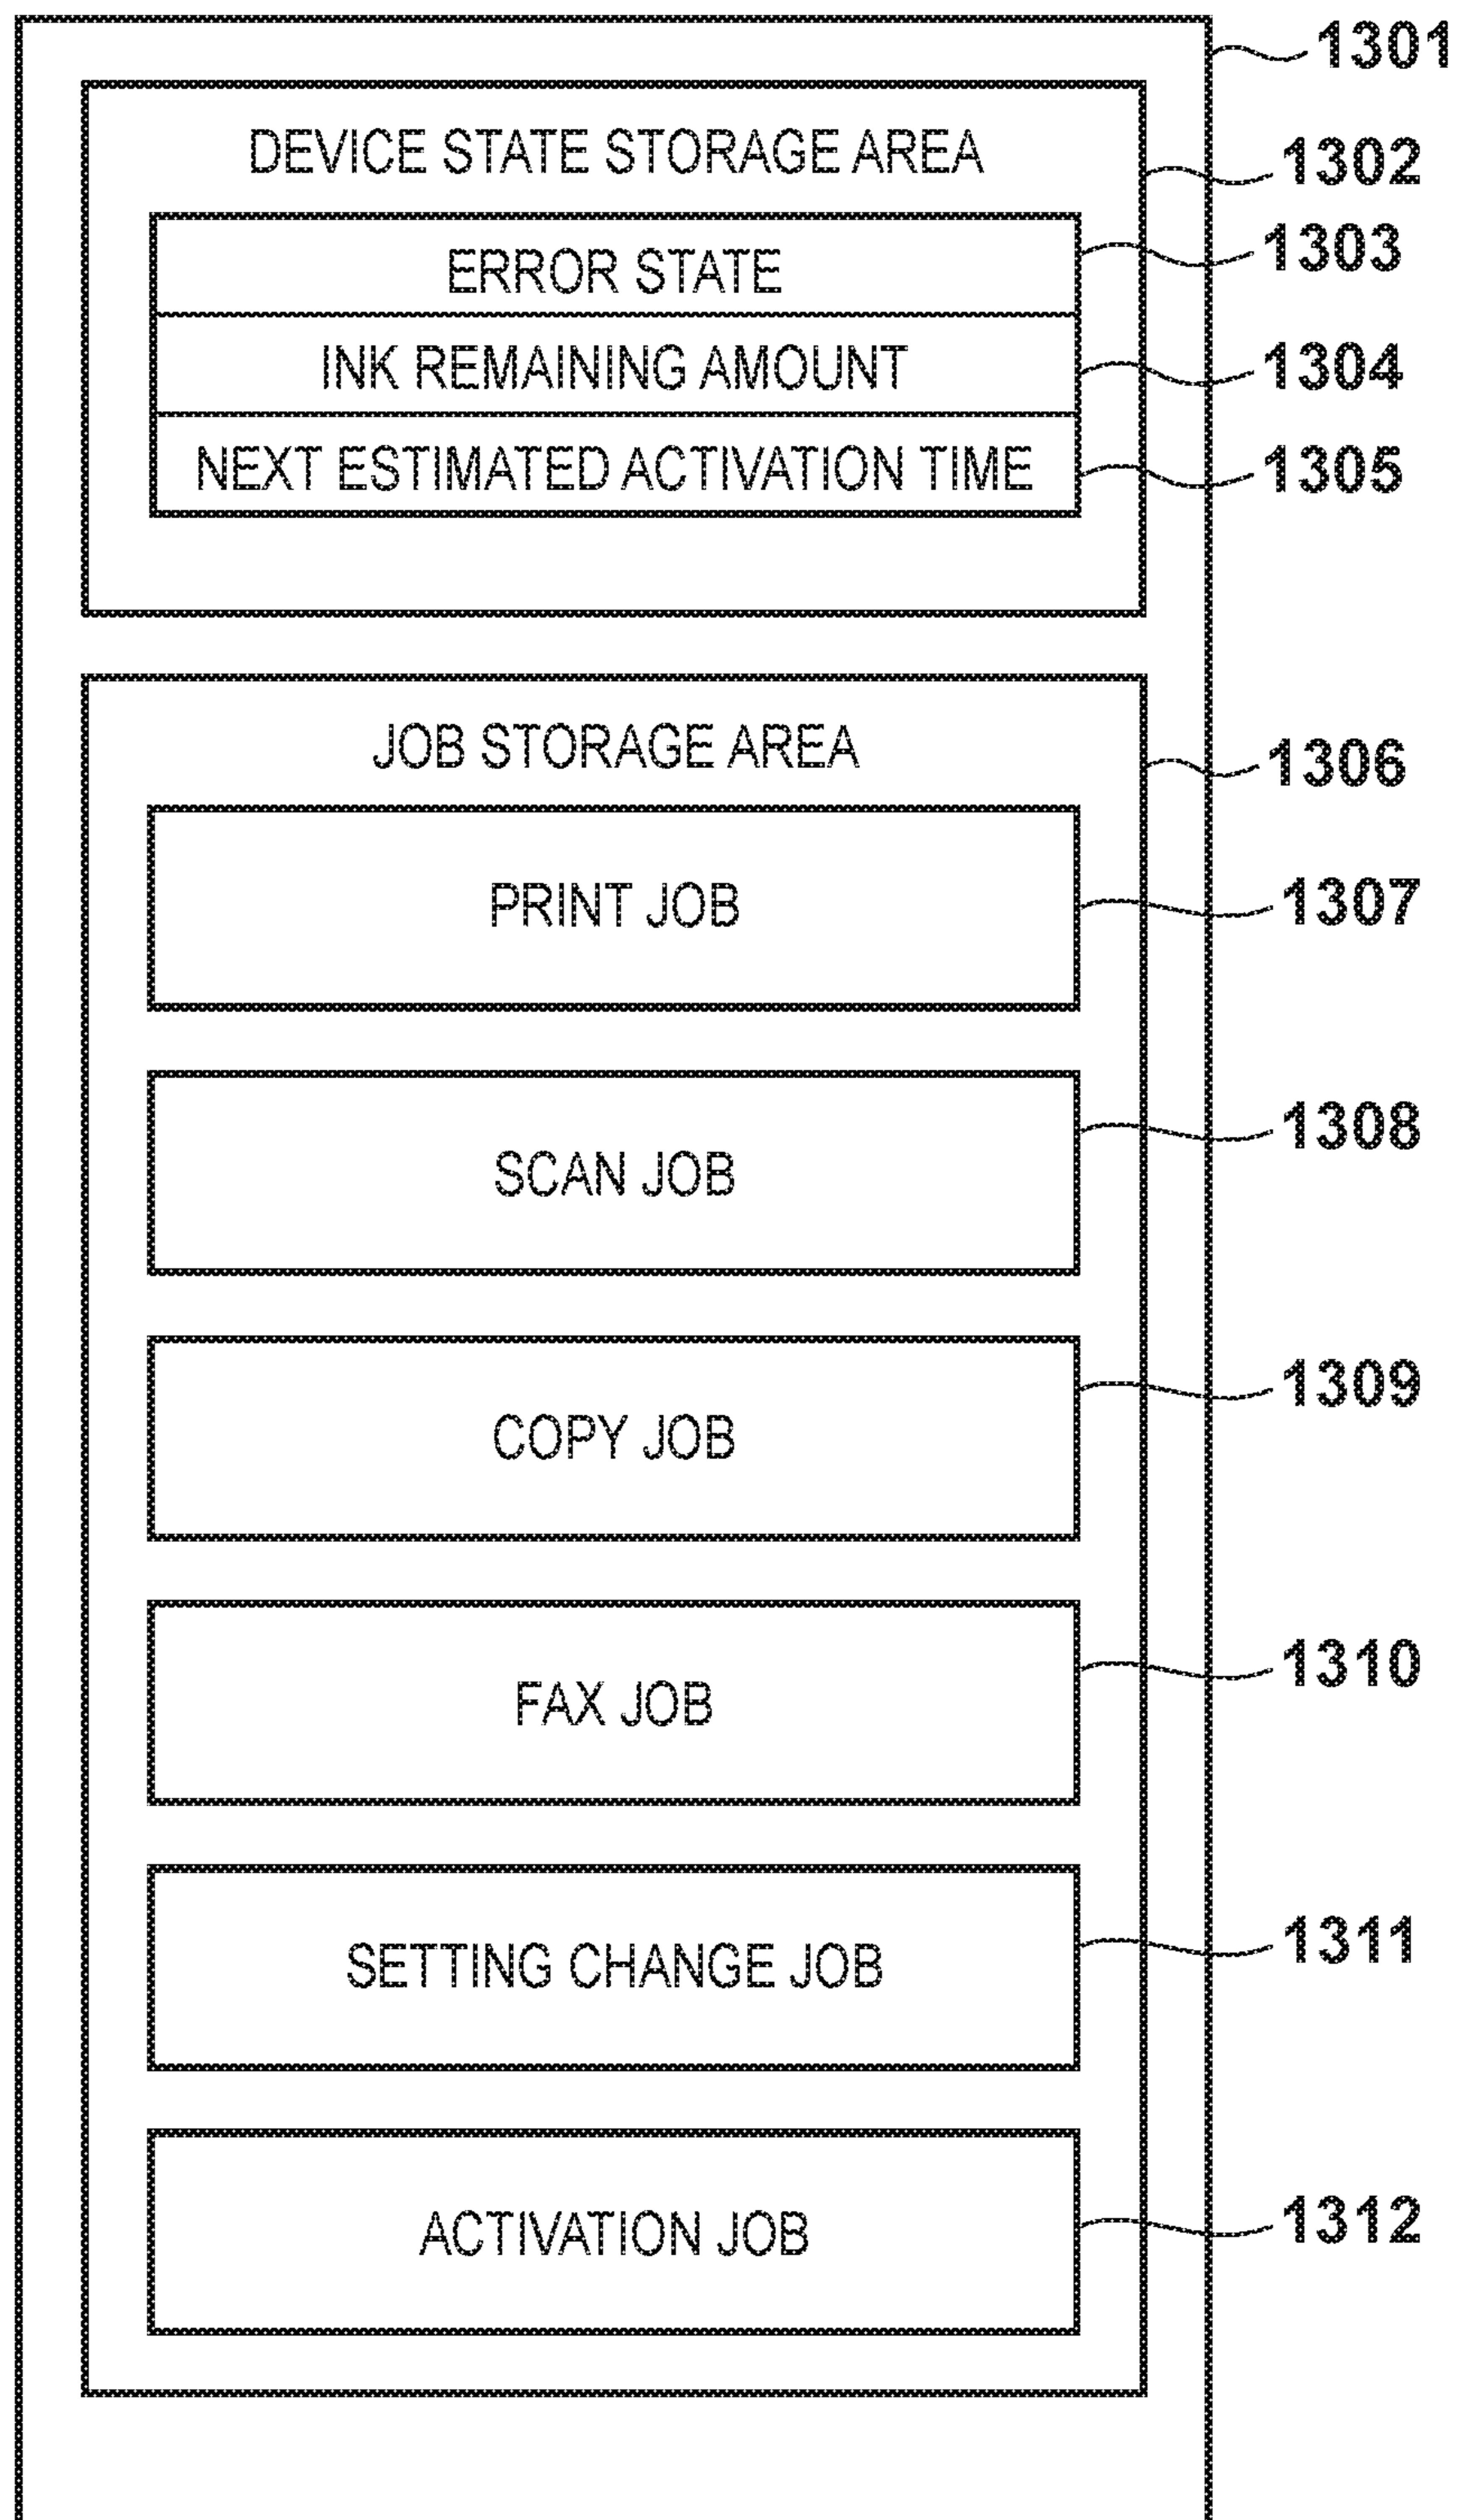 1301
DEVICE STATE STORAGE AREA
1302
ERROR STATE
1303
INK REMAINING AMOUNT
1304
NEXT ESTIMATED ACTIVATION TIME
1305
JOB STORAGE AREA
1306
PRINT JOB
1307
SCAN JOB
1308
COPY JOB
1309
FAX JOB
1310
SETTING CHANGE JOB
1311
ACTIVATION JOB
1312